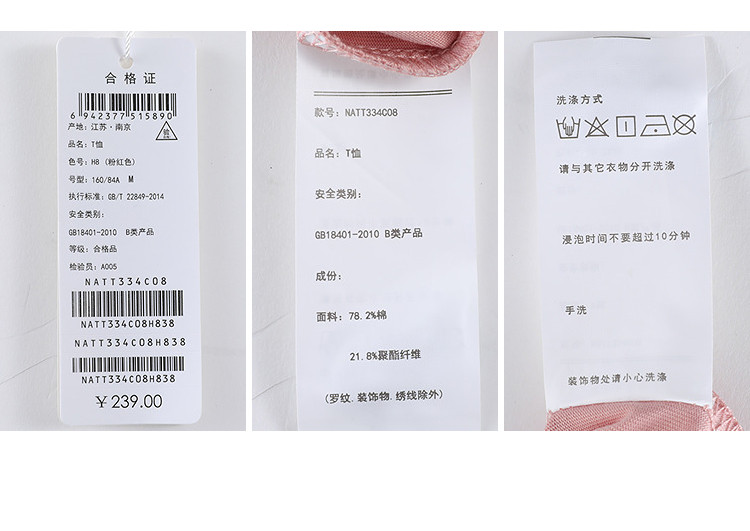 合格证
6 942377 515890
产地: 江苏·南京
验
品名: T恤
色号: H8 (粉红色)
号型: 160/84A M
执行标准: GB/T 22849-2014
安全类别:
GB18401-2010 B类产品
等级: 合格品
检验员: A005
NATT334C08
NATT334C08H838
NATT334C08H838
NATT334C08H838
¥239.00
款号: NATT334C08
品名: T恤
安全类别:
GB18401-2010 B类产品
成份:
面料: 78.2%棉
21.8%聚酯纤维
(罗纹.装饰物.绣线除外)
洗涤方式
请与其它衣物分开洗涤
浸泡时间不要超过10分钟
手洗
装饰物处请小心洗涤